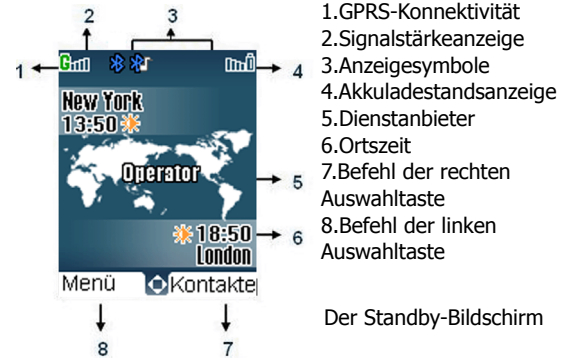 2
3
1
G
4
New York
13:50
Operator
5
18:50
6
London
Menü
Kontakte
8
7
1.GPRS-Konnektivität
2.Signalstärkeanzeige
3.Anzeigesymbole
4.Akkuladestandsanzeige
5.Dienstanbieter
6.Ortszeit
7.Befehl der rechten
Auswahltaste
8.Befehl der linken
Auswahltaste
Der Standby-Bildschirm